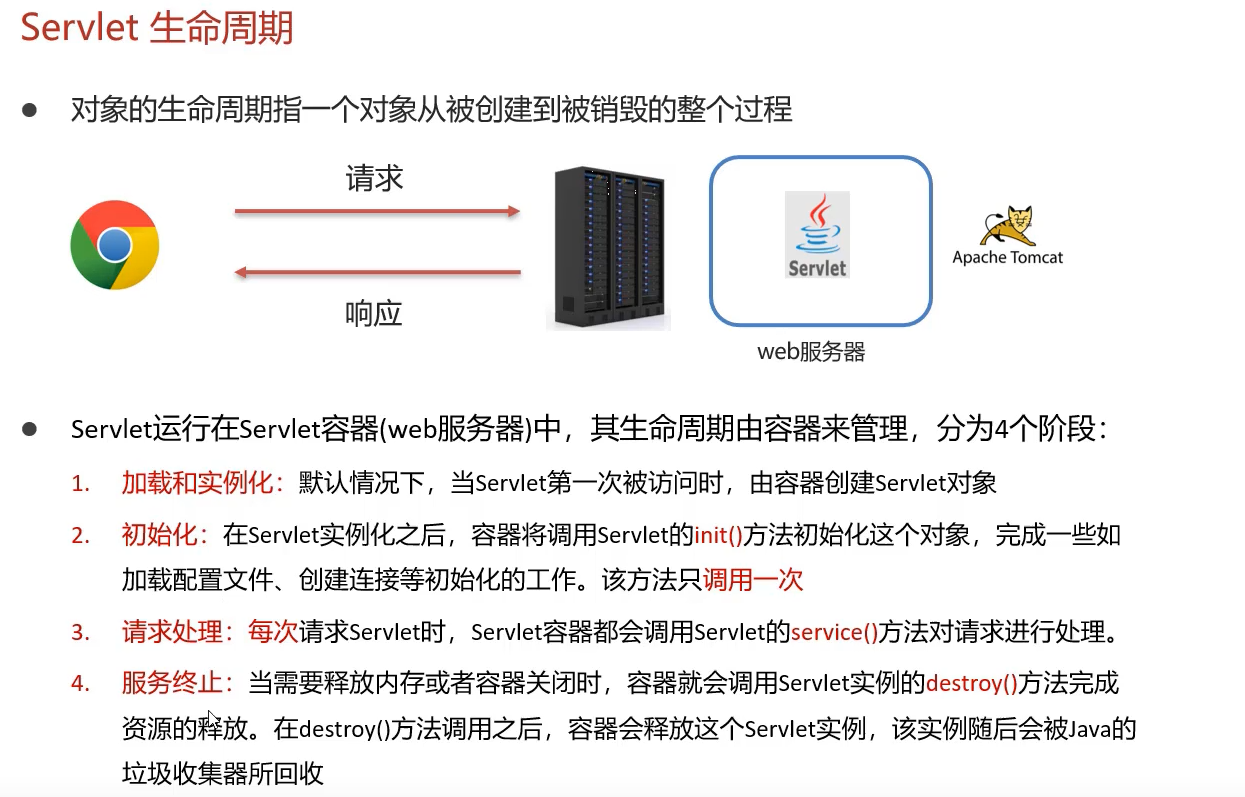 Servlet 生命周期
● 对象的生命周期指一个对象从被创建到被销毁的整个过程
请求
响应
Servlet
Apache Tomcat
web服务器
● Servlet运行在Servlet容器(web服务器)中，其生命周期由容器来管理，分为4个阶段：
1. 加载和实例化：默认情况下，当Servlet第一次被访问时，由容器创建Servlet对象
2. 初始化：在Servlet实例化之后，容器将调用Servlet的init()方法初始化这个对象，完成一些如
加载配置文件、创建连接等初始化的工作。该方法只调用一次
3. 请求处理：每次请求Servlet时，Servlet容器都会调用Servlet的service()方法对请求进行处理。
4. 服务终止：当需要释放内存或者容器关闭时，容器就会调用Servlet实例的destroy()方法完成
资源的释放。在destroy()方法调用之后，容器会释放这个Servlet实例，该实例随后会被Java的
垃圾收集器所回收